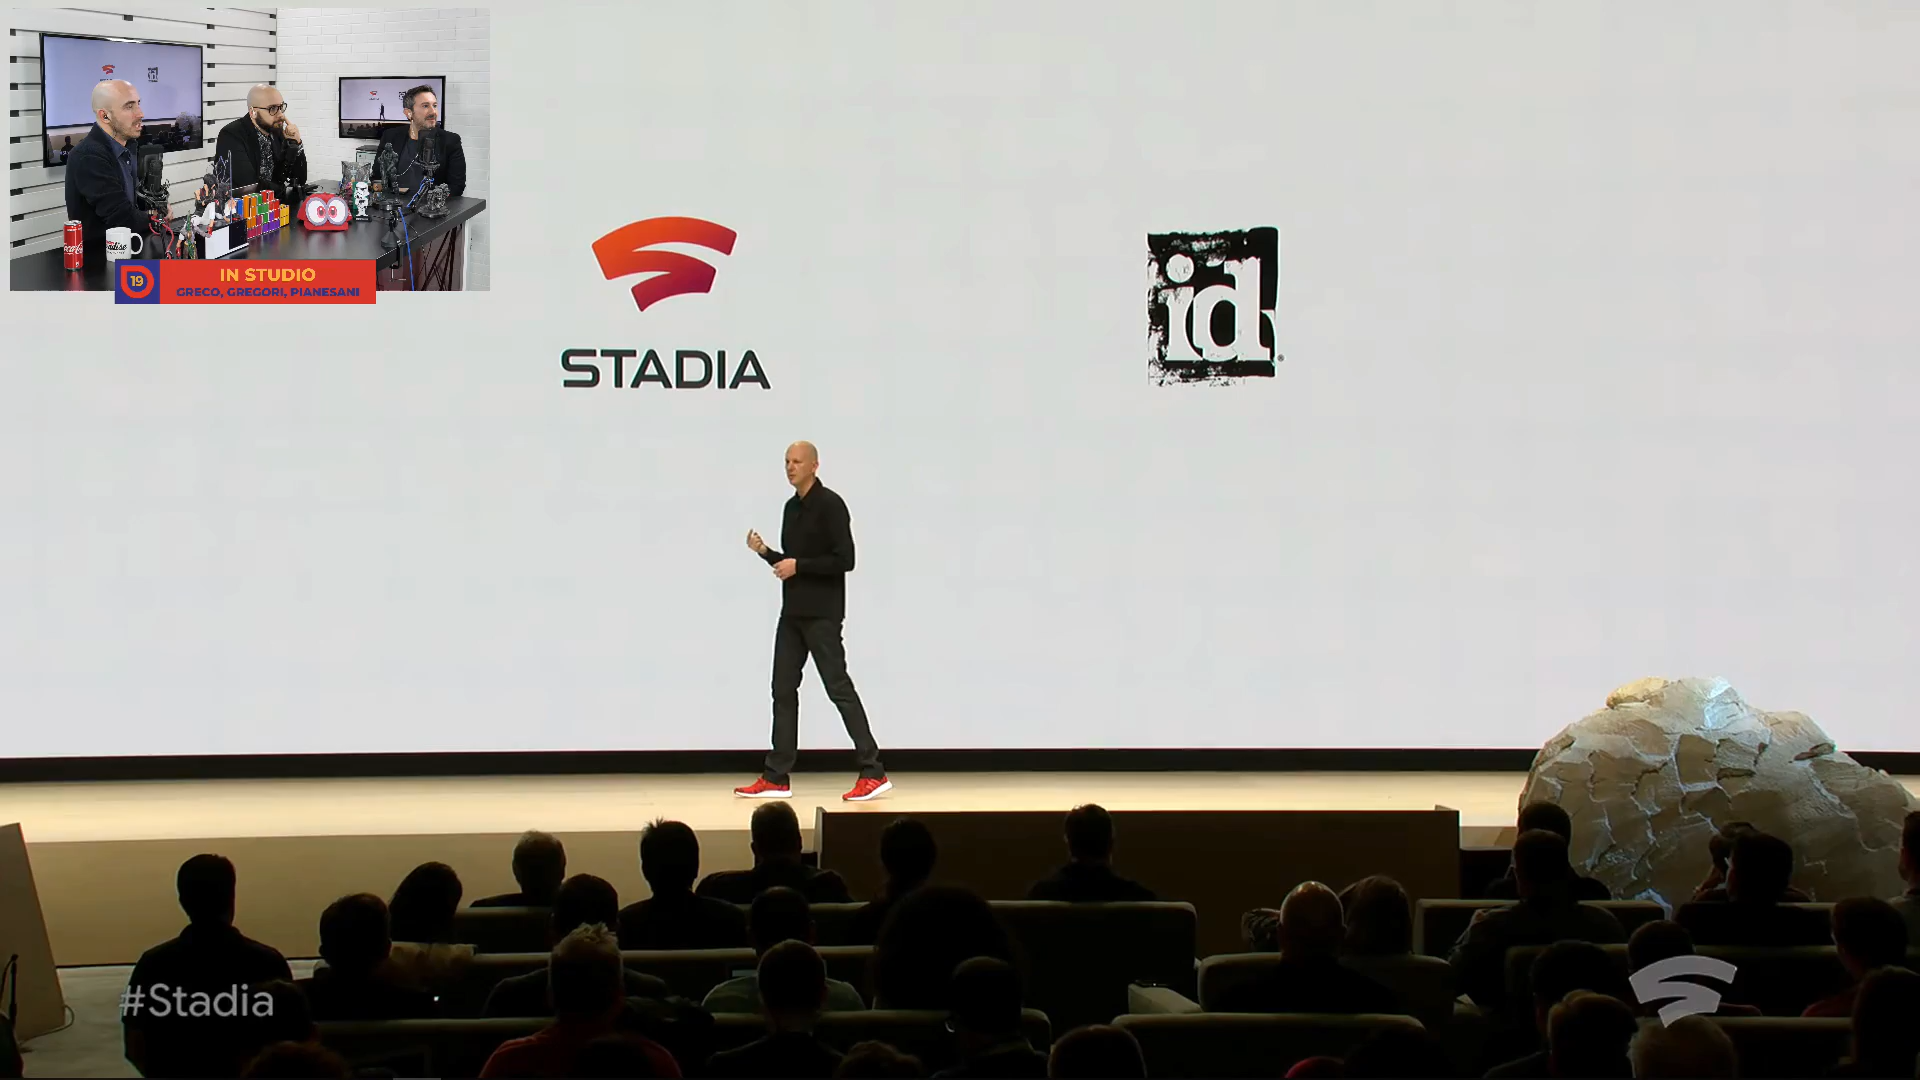 19
IN STUDIO
GRECO, GREGORI, PIANESANI
STADIA
id
#Stadia